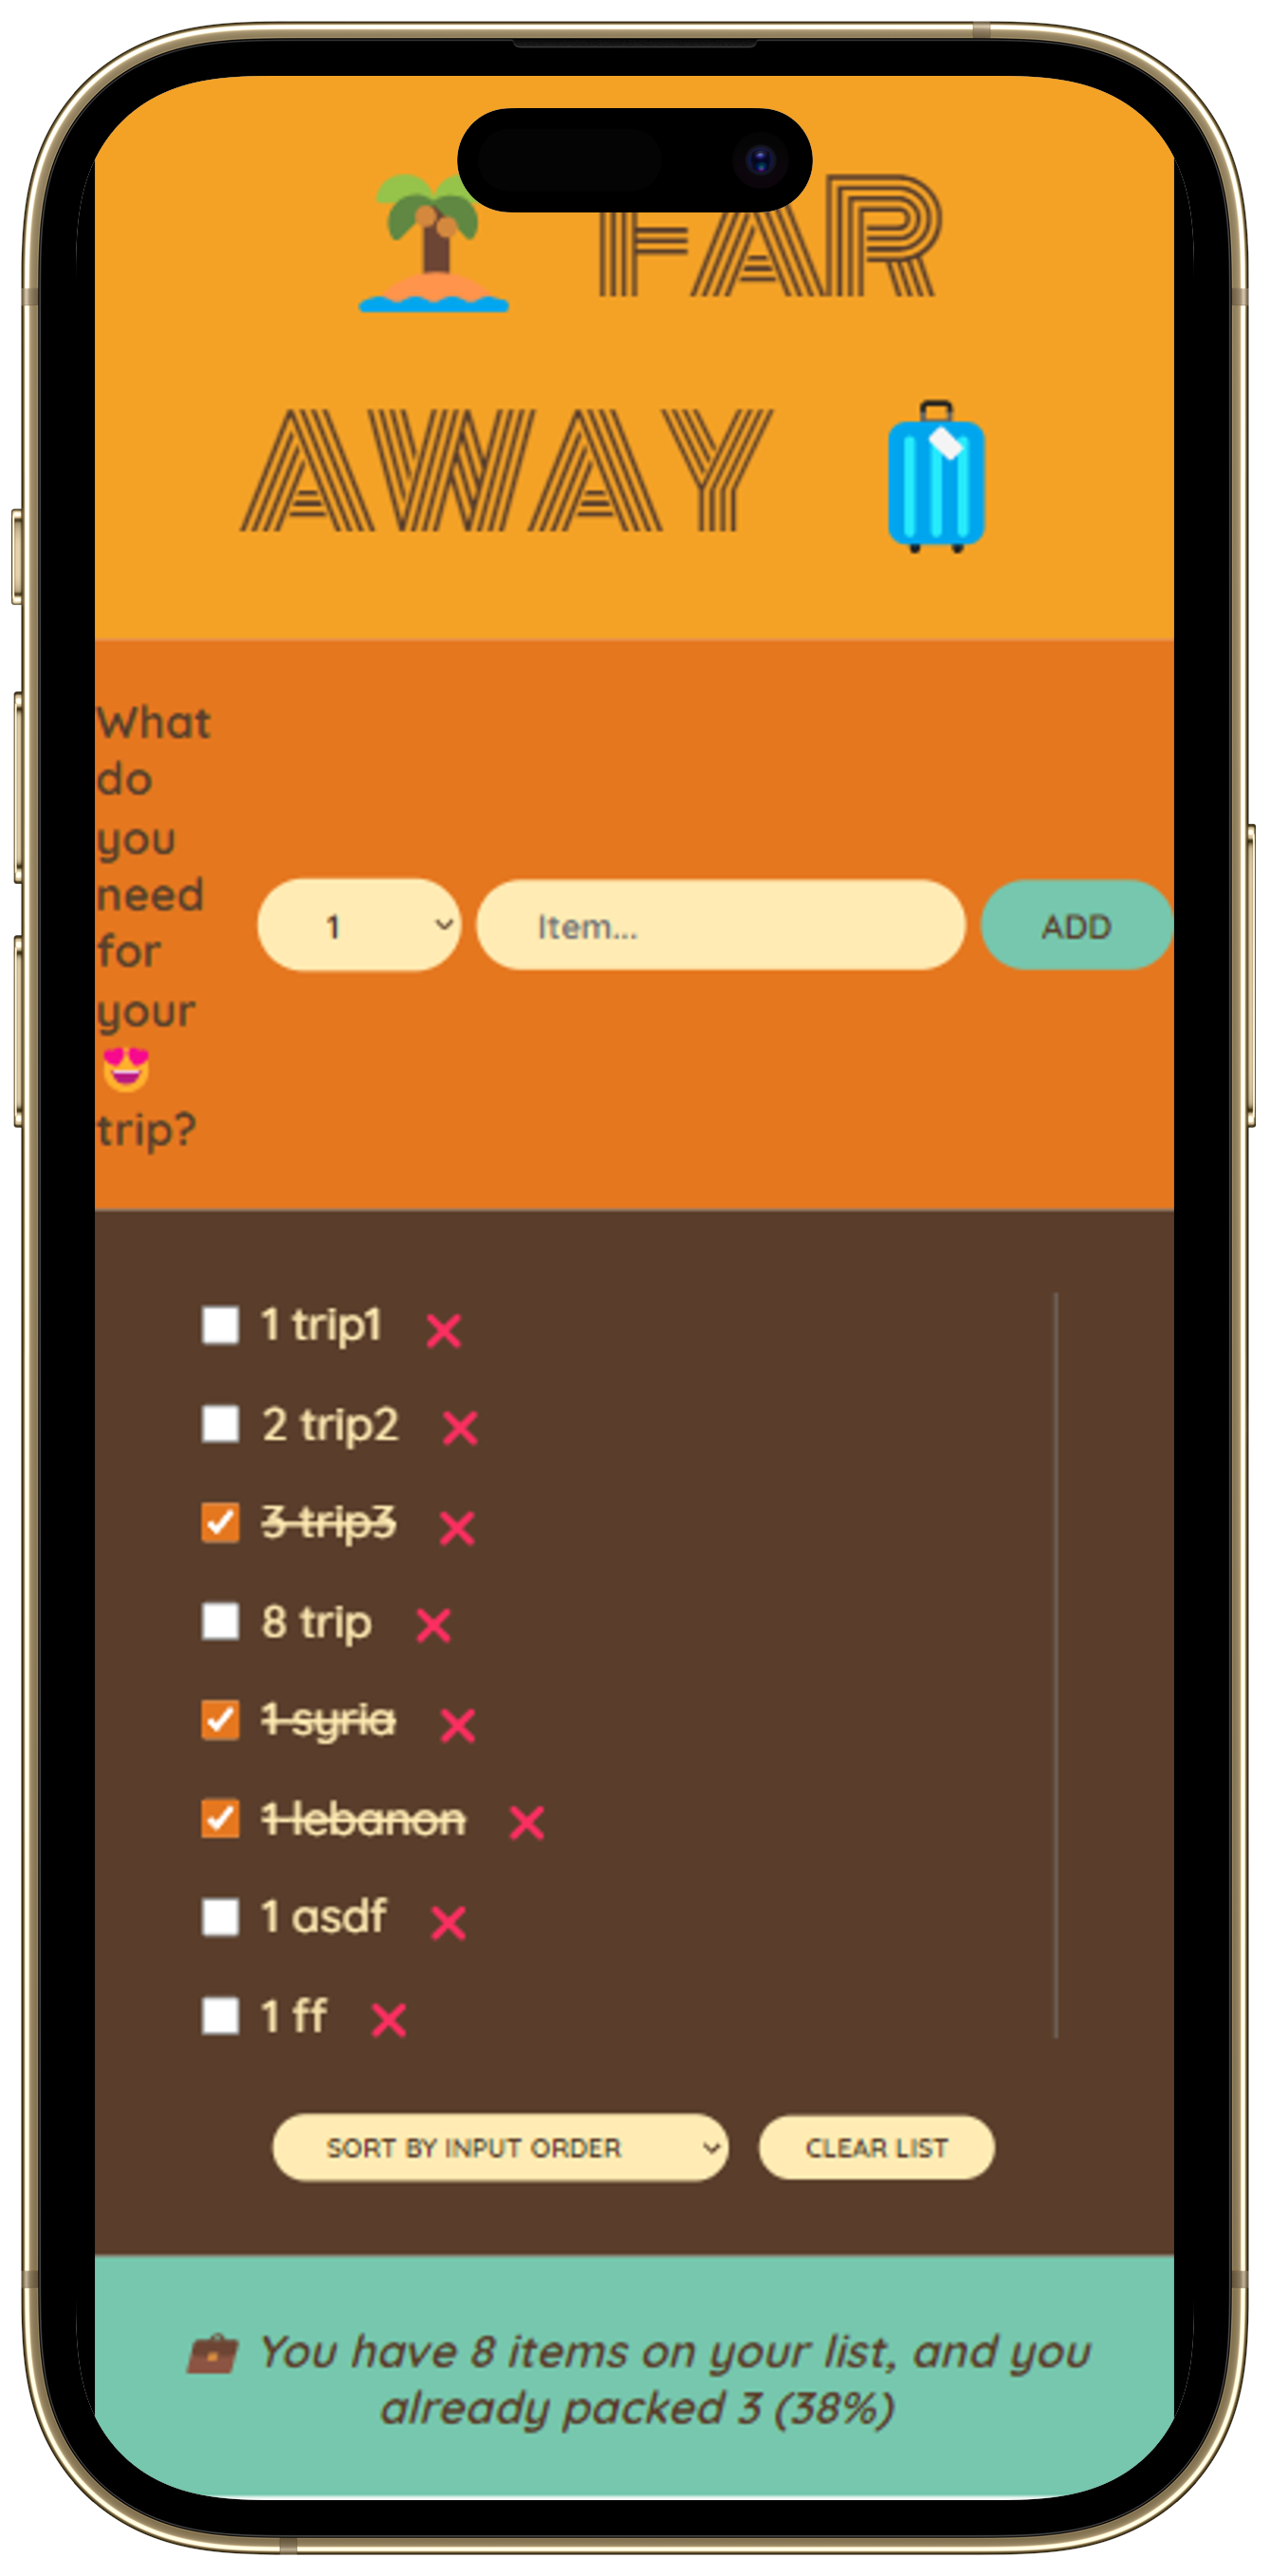 🏝️ FAR
AWAY 🧳
What
do
you
need
for
your
😍
trip?
1
Item...
ADD
1 trip1 ❌
2 trip2 ❌
3 trip3 ❌
8 trip ❌
1 syria ❌
1 lebanon ❌
1 asdf ❌
1 ff ❌
SORT BY INPUT ORDER
CLEAR LIST
💼 You have 8 items on your list, and you
already packed 3 (38%)